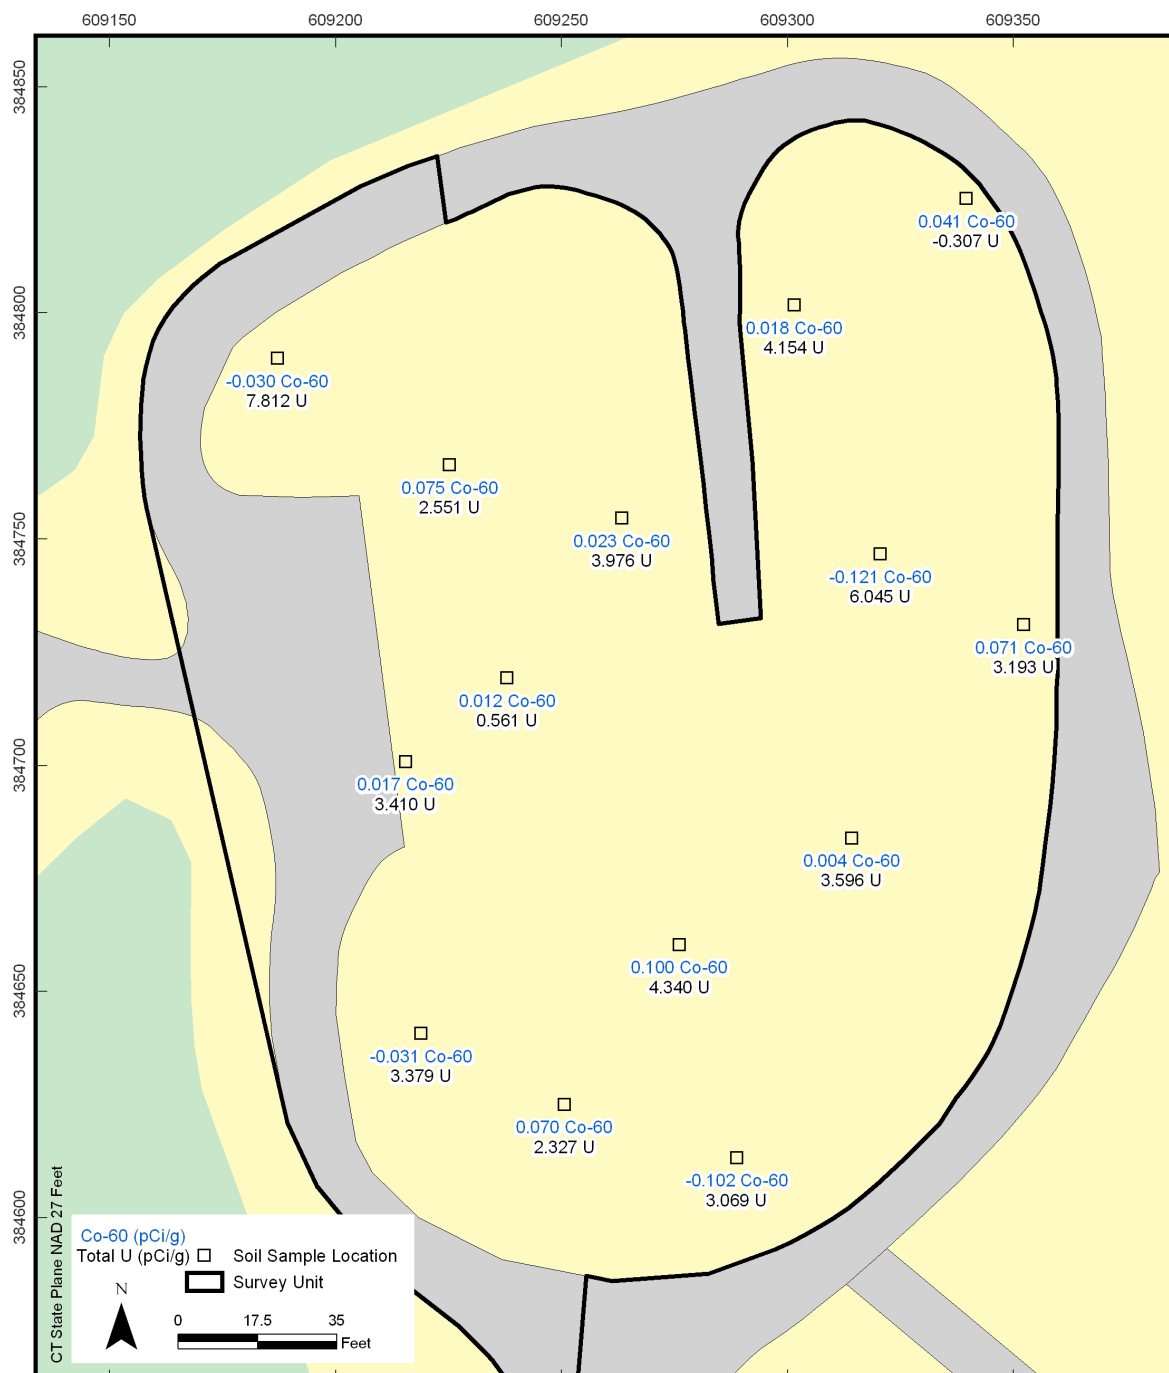 609150
609200
609250
609300
609350
384850
384800
384750
384700
384650
384600
0.041 Co-60
-0.307 U
0.018 Co-60
4.154 U
-0.030 Co-60
7.812 U
0.075 Co-60
2.551 U
0.023 Co-60
3.976 U
-0.121 Co-60
6.045 U
0.071 Co-60
3.193 U
0.012 Co-60
0.561 U
0.017 Co-60
3.410 U
0.004 Co-60
3.596 U
0.100 Co-60
4.340 U
-0.031 Co-60
3.379 U
0.070 Co-60
2.327 U
-0.102 Co-60
3.069 U
CT State Plane NAD 27 Feet
Co-60 (pCi/g)
Total U (pCi/g)
Soil Sample Location
Survey Unit
N
0 17.5 35
Feet